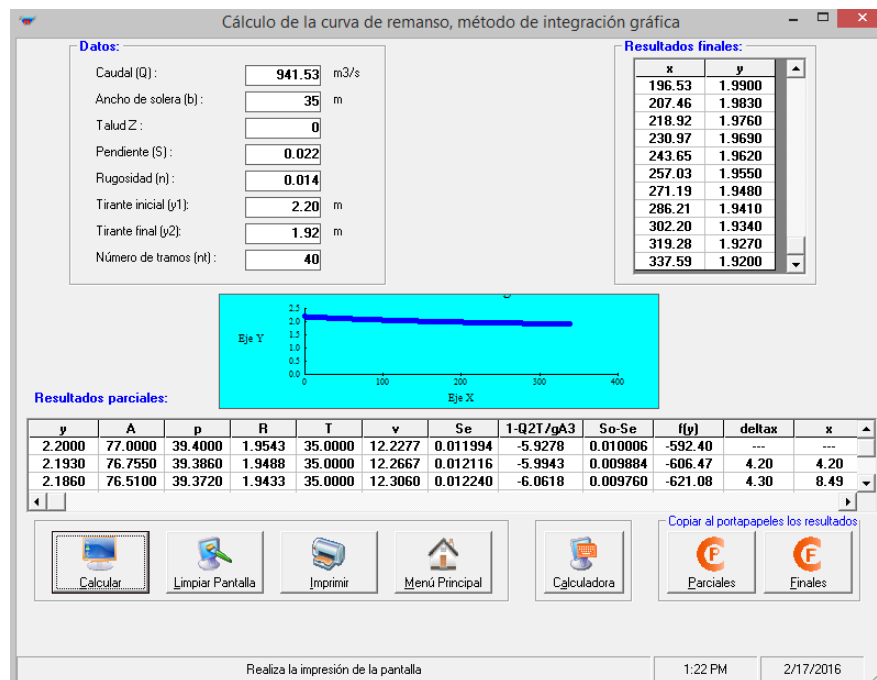 Cálculo de la curva de remanso, método de integración gráfica
Datos:
Caudal (Q) : 941.53 m3/s
Ancho de solera (b) : 35 m
Talud Z : 0
Pendiente (S) : 0.022
Rugosidad (n) : 0.014
Tirante inicial (y1): 2.20 m
Tirante final (y2): 1.92 m
Número de tramos (nt) : 40
Resultados finales:
x y
196.53 1.9900
207.46 1.9830
218.92 1.9760
230.97 1.9690
243.65 1.9620
257.03 1.9550
271.19 1.9480
286.21 1.9410
302.20 1.9340
319.28 1.9270
337.59 1.9200
2.5
2.0
Eje Y 1.5
1.0
0.5
0.0
0 100 200 300 400
Eje X
Resultados parciales:
y A p R T v Se 1-Q2T/gA3 So-Se f(y) deltax x
2.2000 77.0000 39.4000 1.9543 35.0000 12.2277 0.011994 -5.9278 0.010006 -592.40 --- ---
2.1930 76.7550 39.3860 1.9488 35.0000 12.2667 0.012116 -5.9943 0.009884 -606.47 4.20 4.20
2.1860 76.5100 39.3720 1.9433 35.0000 12.3060 0.012240 -6.0618 0.009760 -621.08 4.30 8.49
Copiar al portapapeles los resultados
P F
Calcular Limpiar Pantalla Imprimir Menú Principal Calculadora Parciales Finales
Realiza la impresión de la pantalla 1:22 PM 2/17/2016